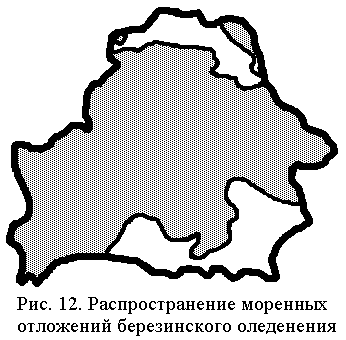 Рис. 12. Распространение моренных
отложений березинского оледенения